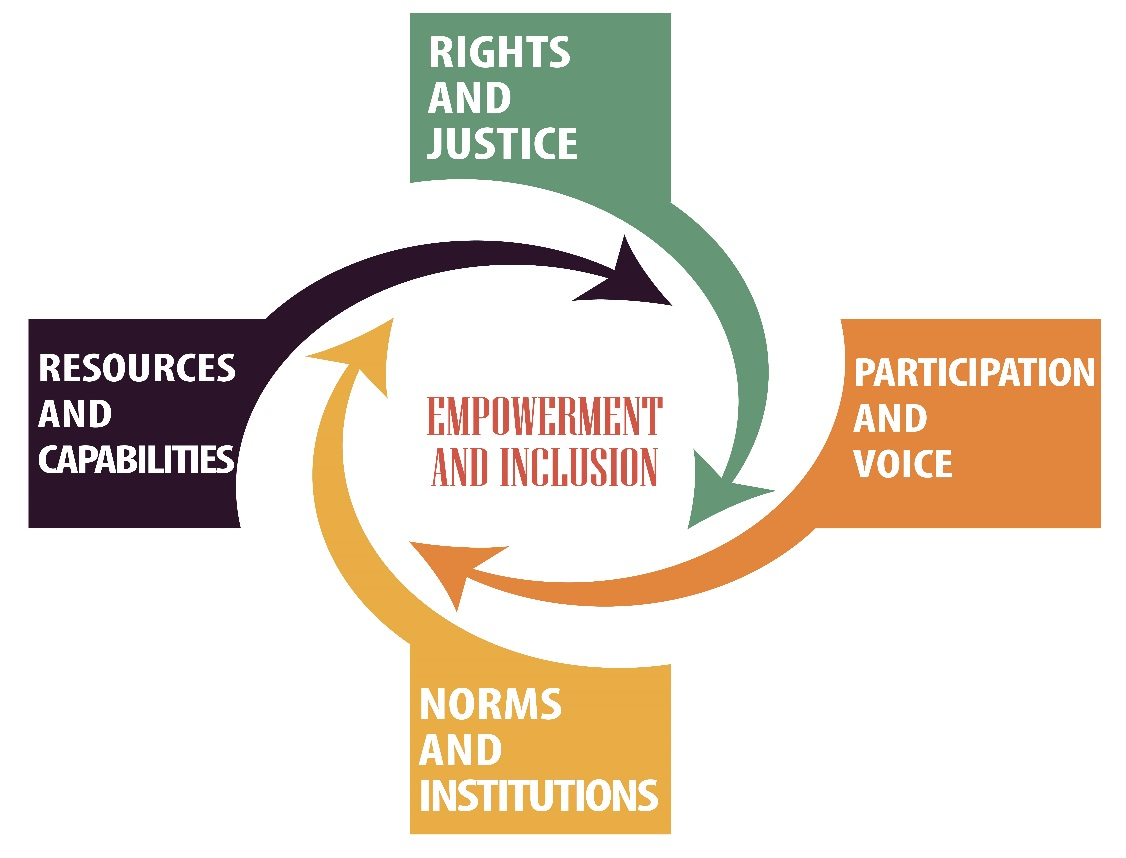 RIGHTS
AND
JUSTICE
RESOURCES
AND
CAPABILITIES
EMPOWERMENT
AND INCLUSION
PARTICIPATION
AND
VOICE
NORMS
AND
INSTITUTIONS